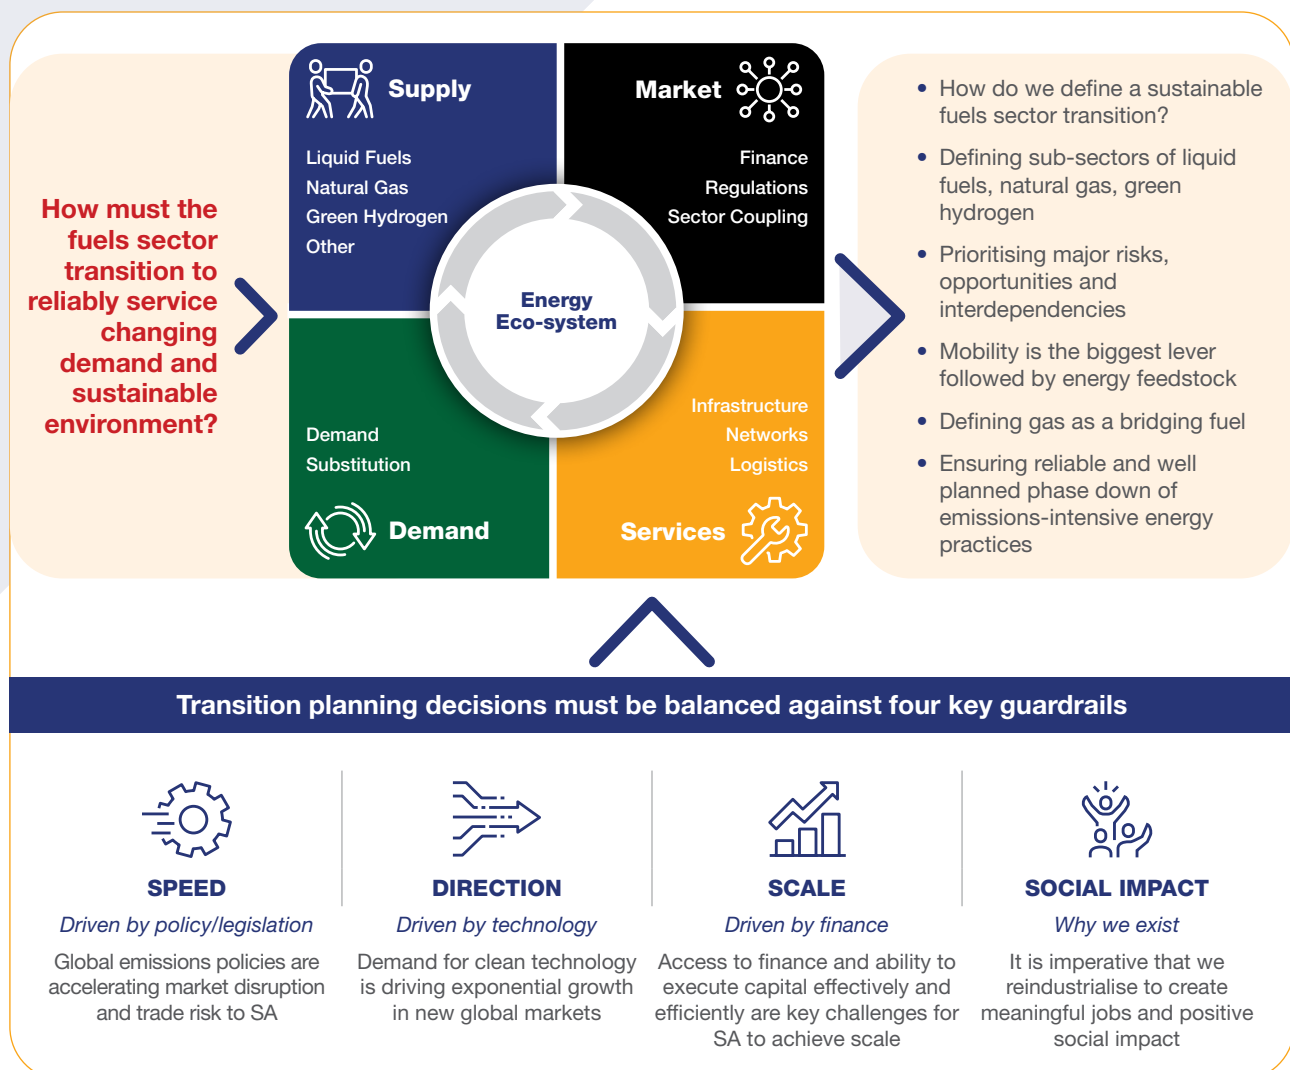 How must the
fuels sector
transition to
reliably service
changing
demand and
sustainable
environment?
Supply
Liquid Fuels
Natural Gas
Green Hydrogen
Other
Market
Finance
Regulations
Sector Coupling
Energy
Eco-system
Demand
Substitution
Demand
Infrastructure
Networks
Logistics
Services
• How do we define a sustainable
fuels sector transition?
• Defining sub-sectors of liquid
fuels, natural gas, green
hydrogen
• Prioritising major risks,
opportunities and
interdependencies
• Mobility is the biggest lever
followed by energy feedstock
• Defining gas as a bridging fuel
• Ensuring reliable and well
planned phase down of
emissions-intensive energy
practices
Transition planning decisions must be balanced against four key guardrails
SPEED
Driven by policy/legislation
Global emissions policies are
accelerating market disruption
and trade risk to SA
DIRECTION
Driven by technology
Demand for clean technology
is driving exponential growth
in new global markets
SCALE
Driven by finance
Access to finance and ability to
execute capital effectively and
efficiently are key challenges for
SA to achieve scale
SOCIAL IMPACT
Why we exist
It is imperative that we
reindustrialise to create
meaningful jobs and positive
social impact